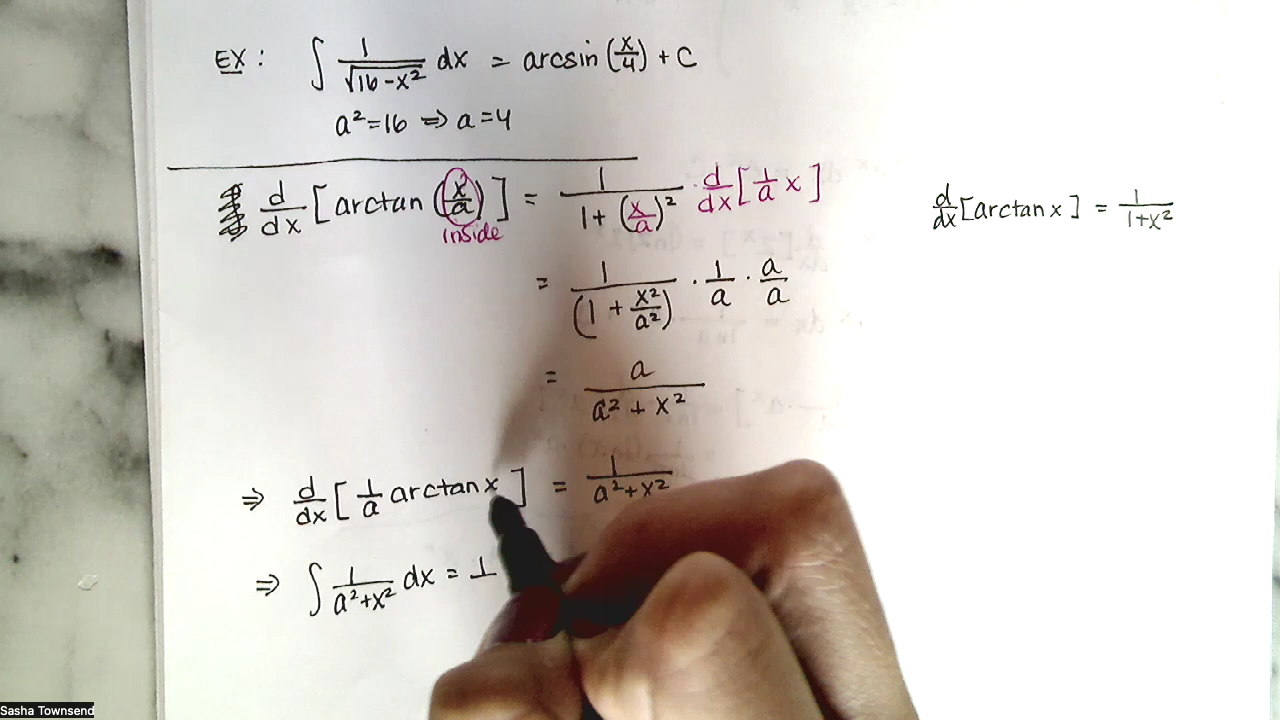 EX : ∫ 1/√(16-x²) dx = arcsin (x/4) + C
a²=16 ⇒ a=4
d/dx [arctan (x/a)] = 1/(1+(x/a)²) · d/dx [1/a x]
inside
d/dx [arctan x] = 1/(1+x²)
= 1/(1 + x²/a²) · 1/a · a/a
= a/(a² + x²)
⇒ d/dx [1/a arctan x] = 1/(a²+x²)
⇒ ∫ 1/(a²+x²) dx = 1
Sasha Townsend